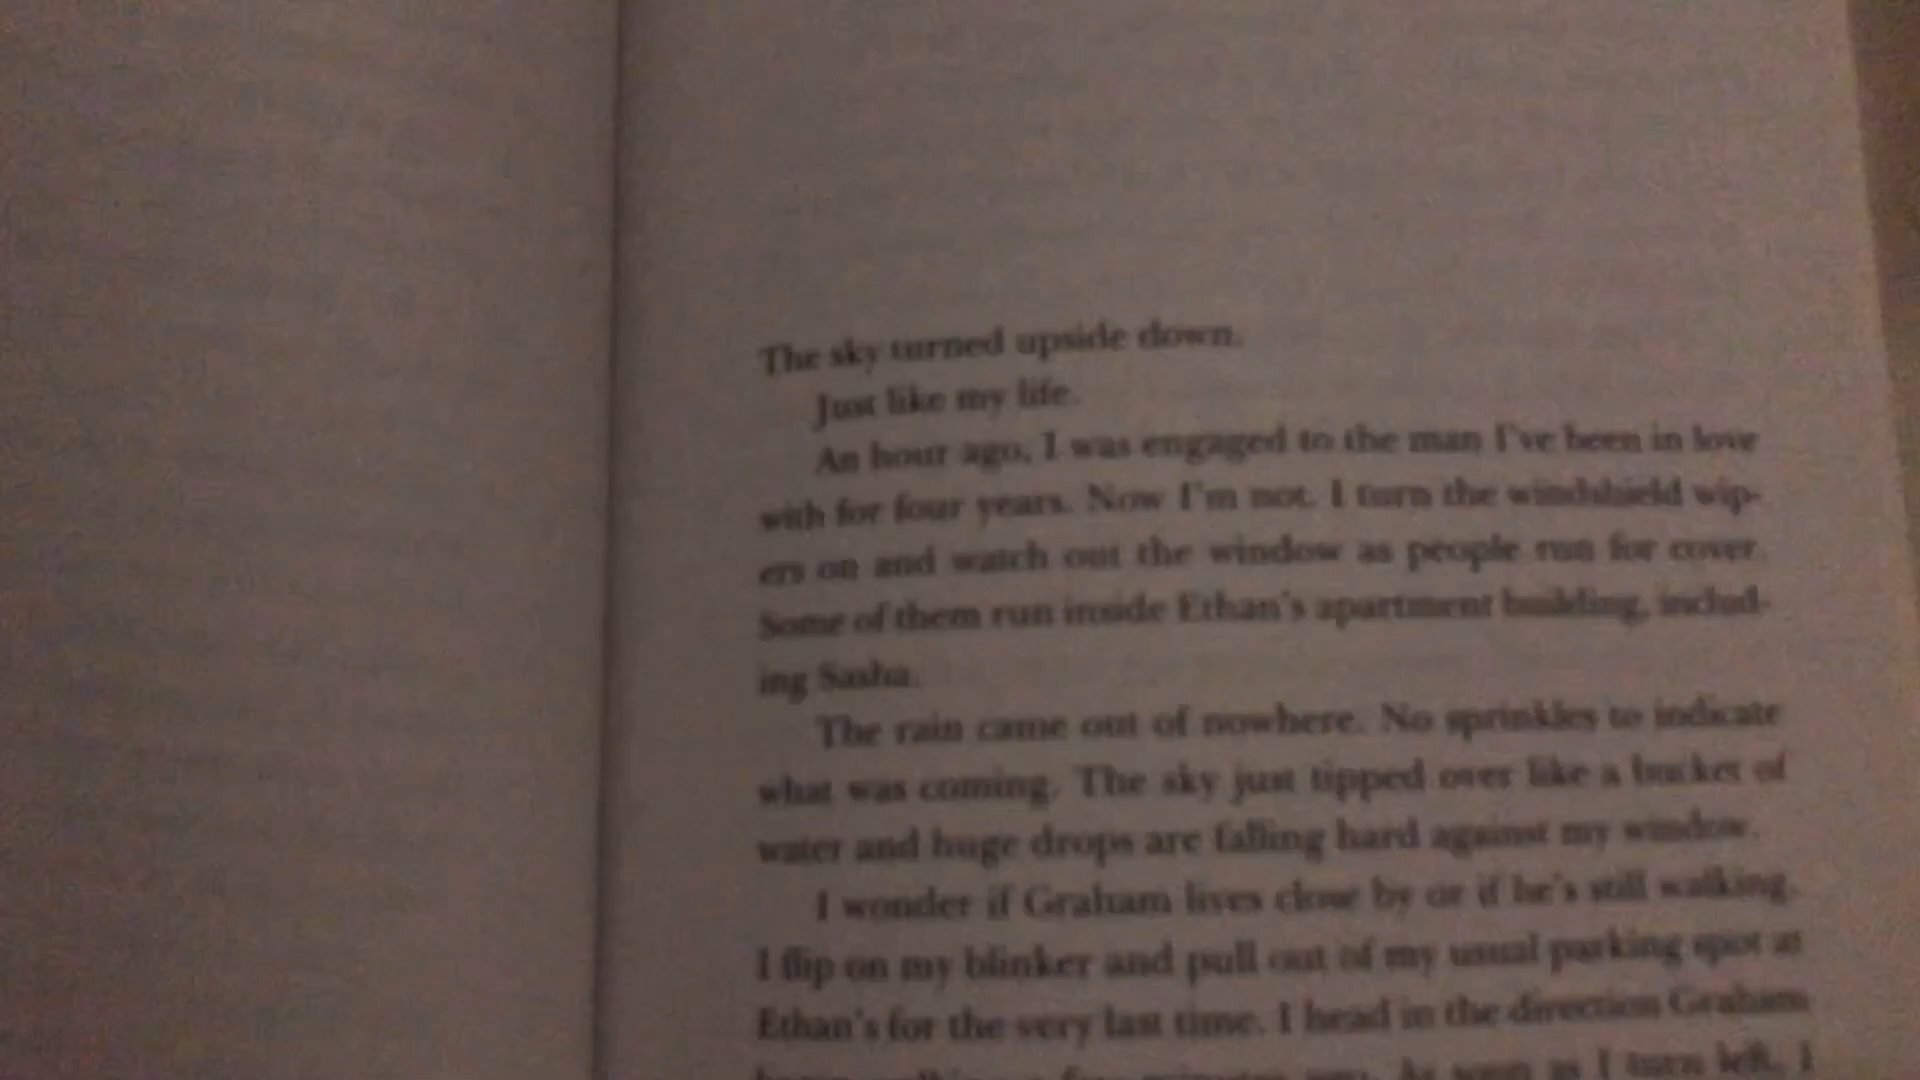 The sky turned upside down.
Just like my life.
An hour ago, I was engaged to the man I've been in love
with for four years. Now I'm not. I turn the windshield wip-
ers on and watch out the window as people run for cover.
Some of them run inside Ethan's apartment building, includ-
ing Sasha.
The rain came out of nowhere. No sprinkles to indicate
what was coming. The sky just tipped over like a bucket of
water and huge drops are falling hard against my window.
I wonder if Graham lives close by or if he's still walking.
I flip on my blinker and pull out of my usual parking spot at
Ethan's for the very last time. I head in the direction Graham
As soon as I turn left, I